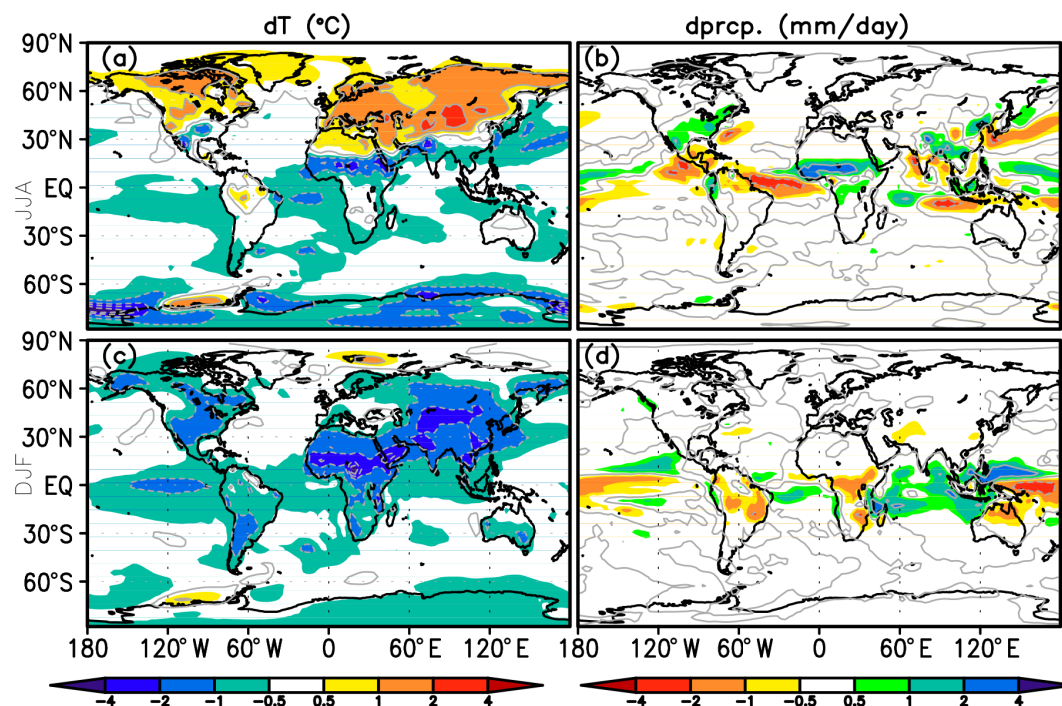 dT (°C) dprcp. (mm/day)
90°N (a) (b)
60°N
30°N
EQ
30°S
60°S
JJA
90°N (c) (d)
60°N
30°N
EQ
30°S
60°S
DJF
180 120°W 60°W 0 60°E 120°E 180 120°W 60°W 0 60°E 120°E
-4 -2 -1 -0.5 0.5 1 2 4 -4 -2 -1 -0.5 0.5 1 2 4